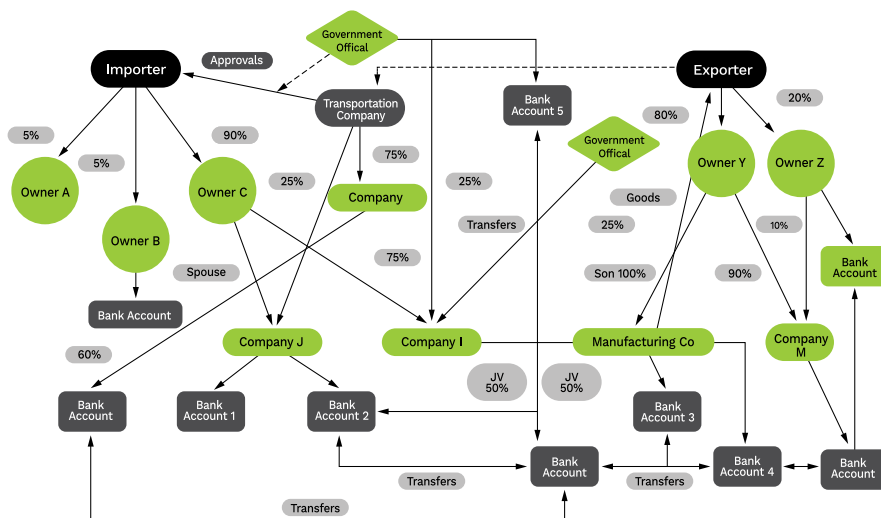 Government
Offical
Approvals
Importer
Exporter
Transportation
Company
Bank
Account 5
5%
5%
90%
25%
75%
25%
80%
20%
Government
Offical
Owner A
Owner B
Owner C
Company
Owner Y
Owner Z
Goods
25%
10%
Transfers
Spouse
75%
Son 100%
90%
Bank
Account
Bank Account
Company J
Company I
Manufacturing Co
Company
M
60%
JV
50%
JV
50%
Bank
Account
Bank
Account 1
Bank
Account 2
Bank
Account 3
Bank
Account
Bank
Account 4
Bank
Account
Transfers
Transfers
Transfers